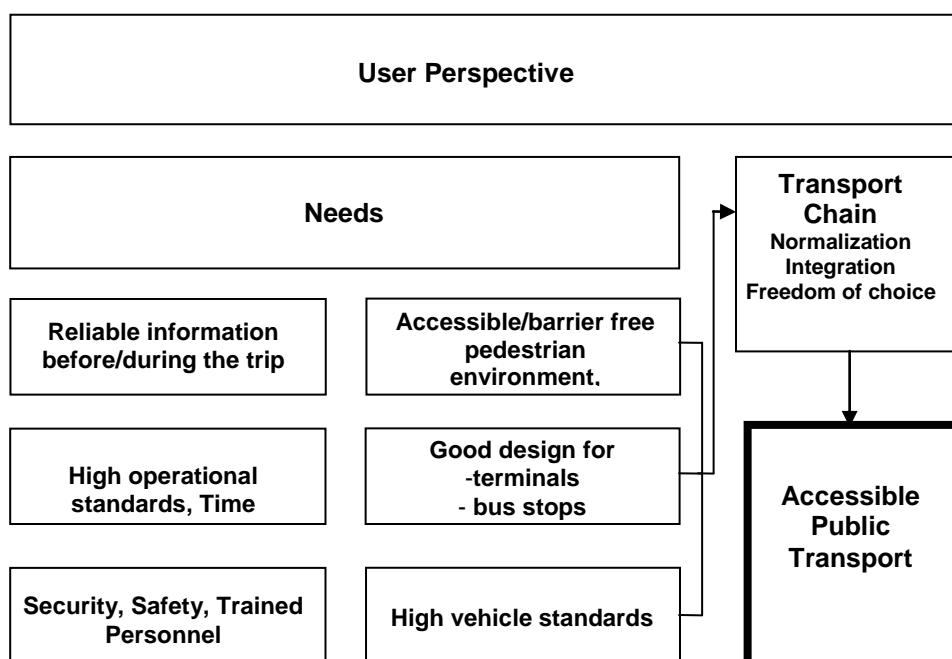 User Perspective
Needs
Transport
Chain
Normalization
Integration
Freedom of choice
Reliable information
before/during the trip
Accessible/barrier free
pedestrian
environment,
High operational
standards, Time
Good design for
-terminals
- bus stops
Accessible
Public
Transport
Security, Safety, Trained
Personnel
High vehicle standards